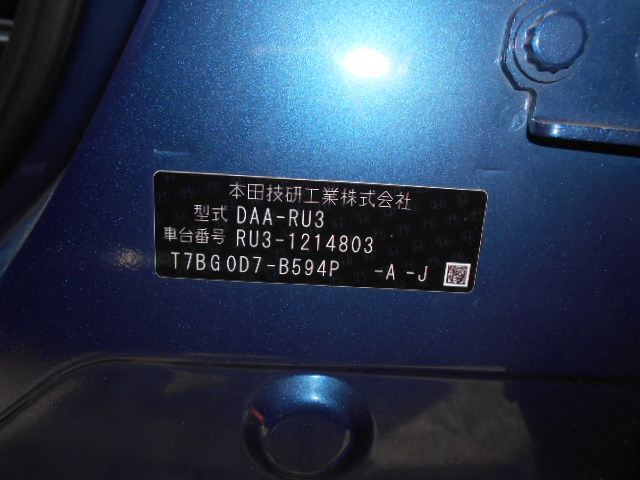 本田技研工業株式会社
型式 DAA-RU3
車台番号 RU3-1214803
T7BG0D7-B594P -A -J